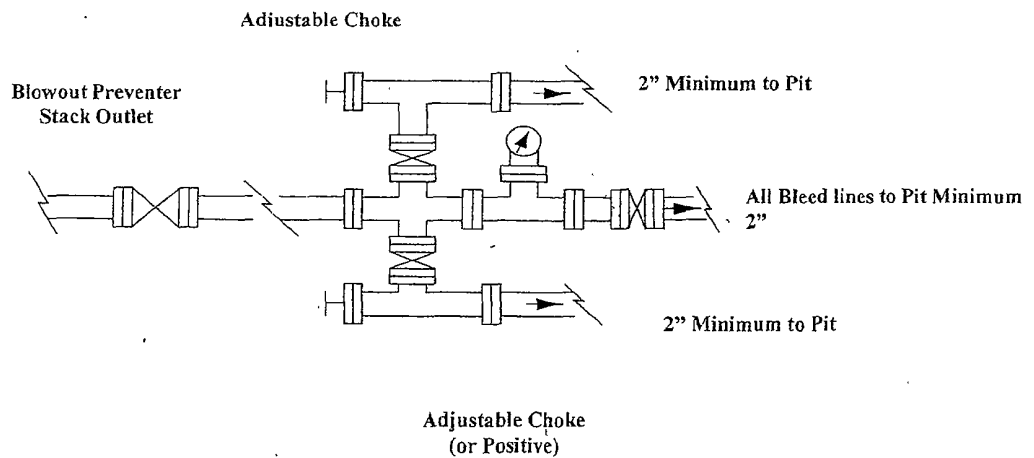 Adjustable Choke
Blowout Preventer
Stack Outlet
2” Minimum to Pit
All Bleed lines to Pit Minimum
2”
2” Minimum to Pit
Adjustable Choke
(or Positive)